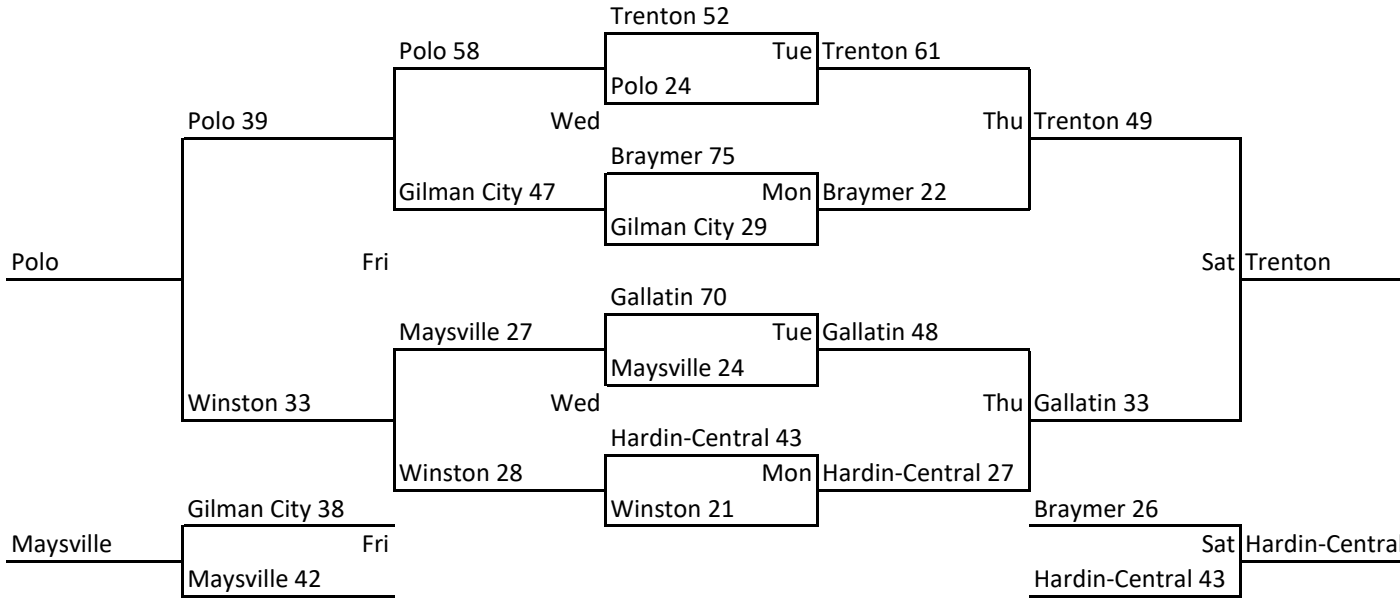 Trenton 52
Polo 58
Tue Trenton 61
Polo 24
Polo 39
Wed
Thu Trenton 49
Braymer 75
Gilman City 47
Mon Braymer 22
Gilman City 29
Polo
Fri
Sat Trenton
Gallatin 70
Maysville 27
Tue Gallatin 48
Maysville 24
Winston 33
Wed
Thu Gallatin 33
Hardin-Central 43
Winston 28
Mon Hardin-Central 27
Gilman City 38
Winston 21
Braymer 26
Maysville
Fri
Sat Hardin-Central
Maysville 42
Hardin-Central 43